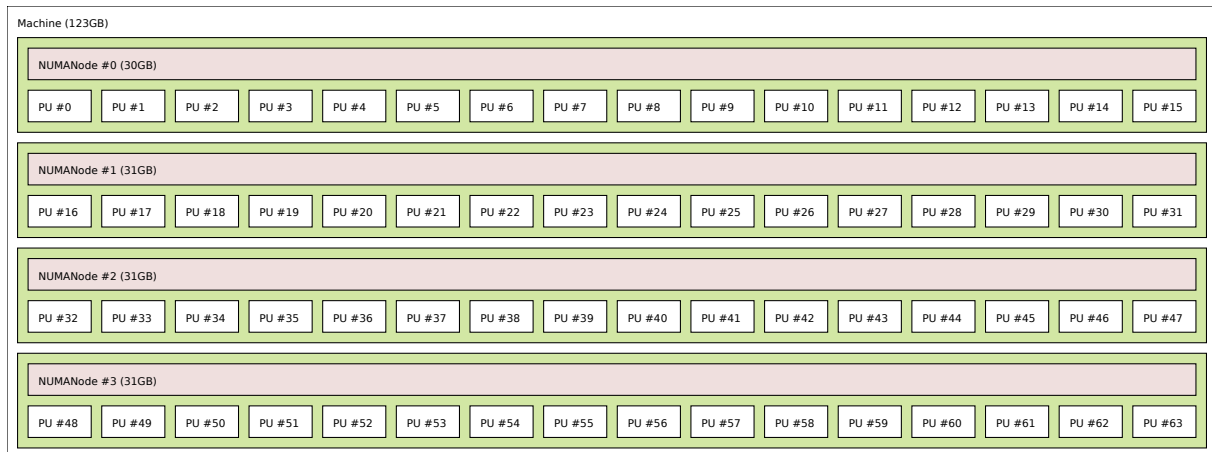 Machine (123GB)
NUMANode #0 (30GB)
PU #0 PU #1 PU #2 PU #3 PU #4 PU #5 PU #6 PU #7 PU #8 PU #9 PU #10 PU #11 PU #12 PU #13 PU #14 PU #15
NUMANode #1 (31GB)
PU #16 PU #17 PU #18 PU #19 PU #20 PU #21 PU #22 PU #23 PU #24 PU #25 PU #26 PU #27 PU #28 PU #29 PU #30 PU #31
NUMANode #2 (31GB)
PU #32 PU #33 PU #34 PU #35 PU #36 PU #37 PU #38 PU #39 PU #40 PU #41 PU #42 PU #43 PU #44 PU #45 PU #46 PU #47
NUMANode #3 (31GB)
PU #48 PU #49 PU #50 PU #51 PU #52 PU #53 PU #54 PU #55 PU #56 PU #57 PU #58 PU #59 PU #60 PU #61 PU #62 PU #63